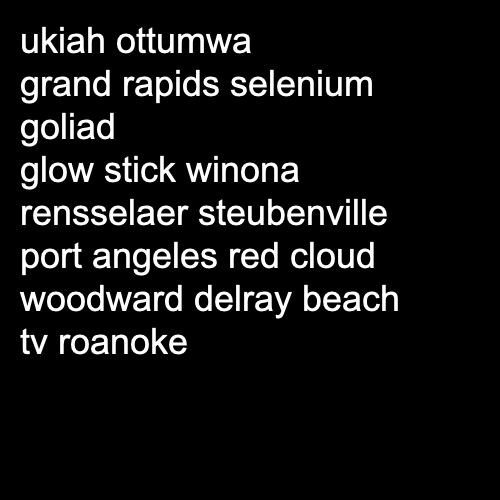 ukiah ottumwa
grand rapids selenium
goliad
glow stick winona
rensselaer steubenville
port angeles red cloud
woodward delray beach
tv roanoke